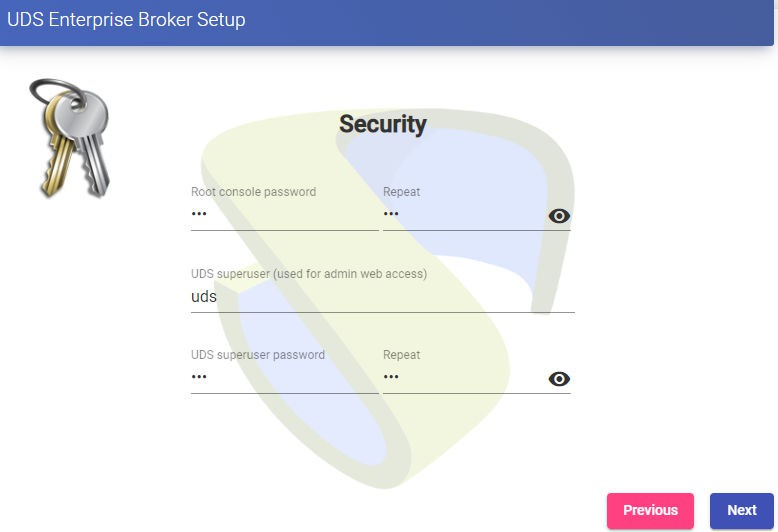 UDS Enterprise Broker Setup
Security
Root console password Repeat
••• •••
UDS superuser (used for admin web access)
uds
UDS superuser password Repeat
••• •••
Previous Next